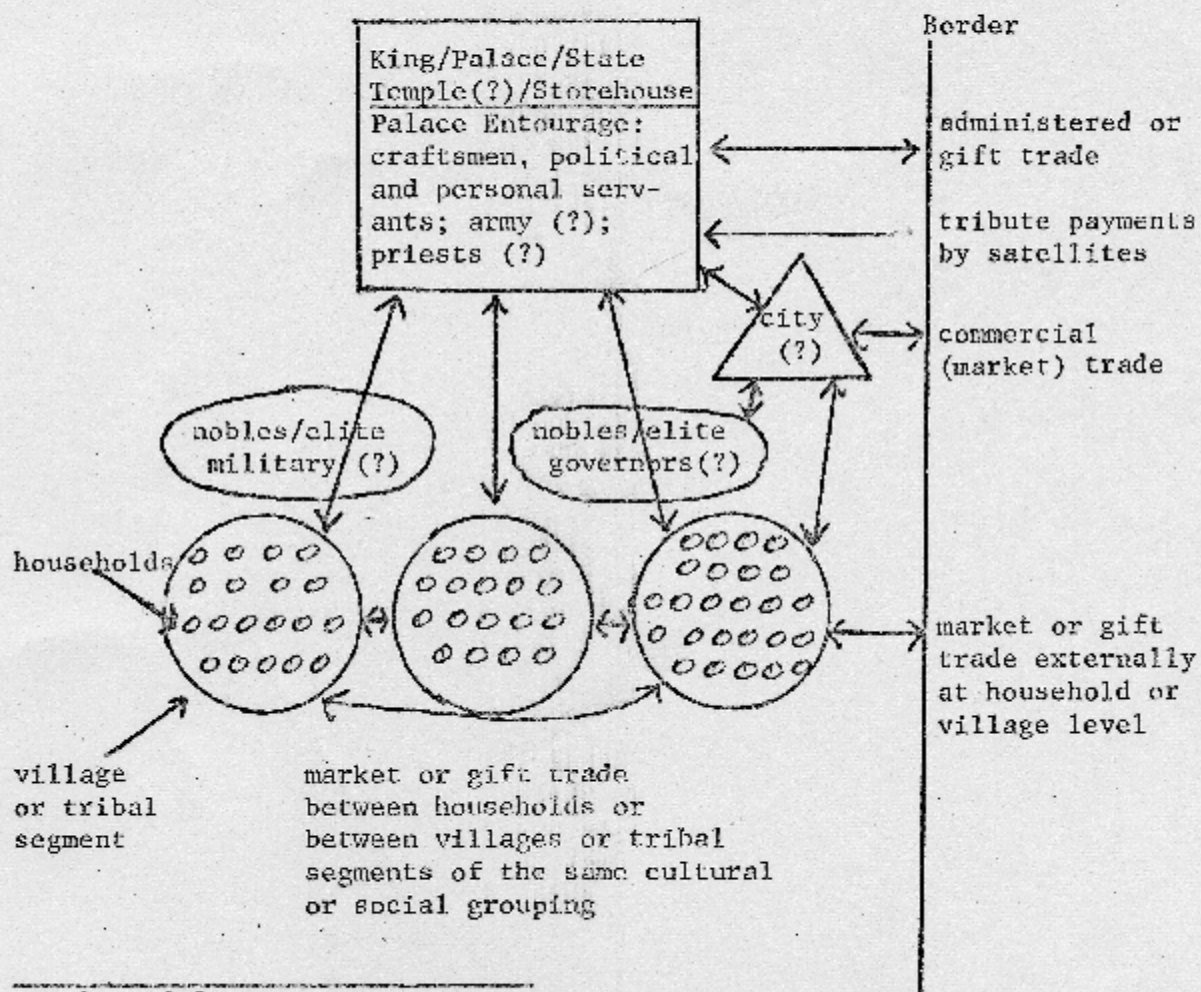 Border
King/Palace/State
Temple(?)/Storehouse
Palace Entourage:
craftsmen, political
and personal serv-
ants; army (?);
priests (?)
administered or
gift trade
tribute payments
by satellites
city
(?)
commercial
(market) trade
nobles/elite
military (?)
nobles/elite
governors(?)
households
market or gift
trade externally
at household or
village level
village
or tribal
segment
market or gift trade
between households or
between villages or tribal
segments of the same cultural
or social grouping